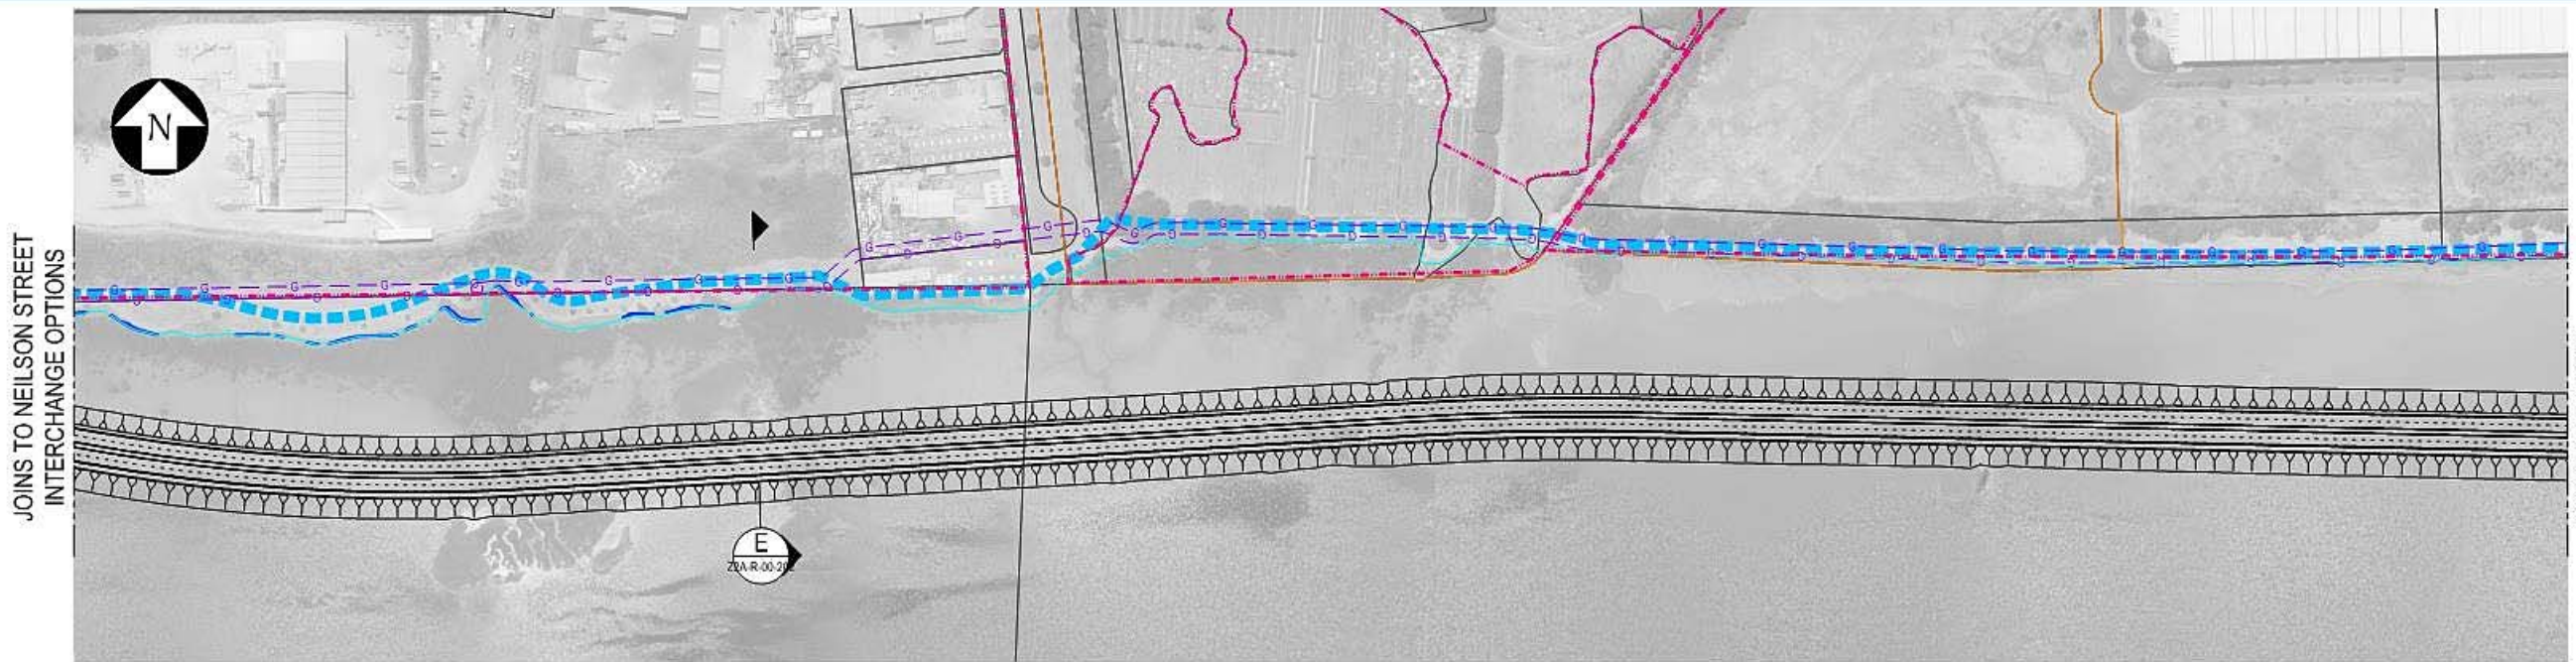 JOINS TO NEILSON STREET
INTERCHANGE OPTIONS
N
E